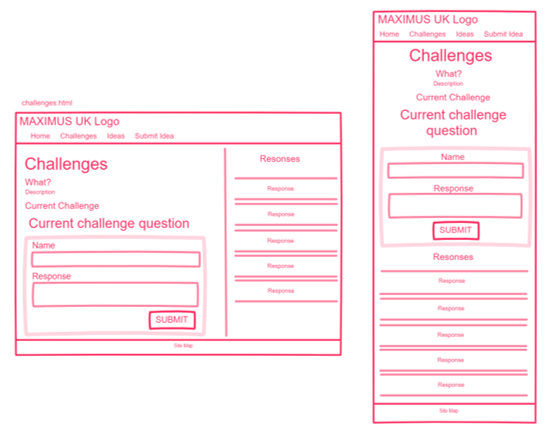 challenges.html
MAXIMUS UK Logo
Home Challenges Ideas Submit Idea
Challenges
What?
Description
Current Challenge
Current challenge question
Name
Response
SUBMIT
Resonses
Response
Response
Response
Response
Response
Site Map
MAXIMUS UK Logo
Home Challenges Ideas Submit Idea
Challenges
What?
Description
Current Challenge
Current challenge
question
Name
Response
SUBMIT
Resonses
Response
Response
Response
Response
Response
Site Map